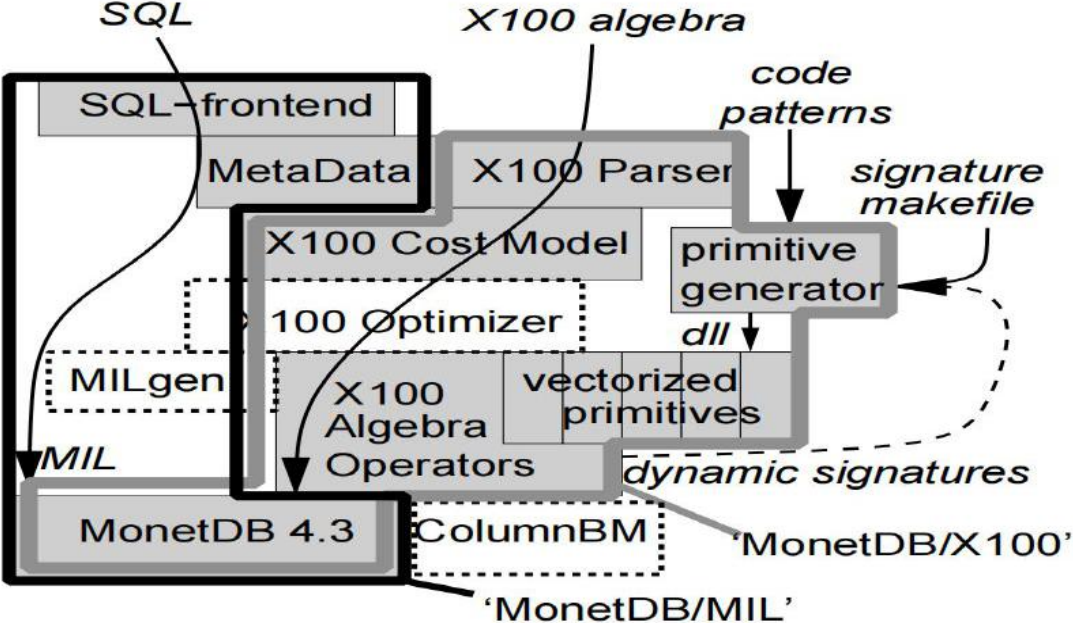 SQL
X100 algebra
code
patterns
SQL-frontend
MetaData
X100 Parser
signature
makefile
X100 Cost Model
primitive
generator
X100 Optimizer
dll
MILgen
X100
Algebra
Operators
vectorized
primitives
MIL
dynamic signatures
MonetDB 4.3
ColumnBM
'MonetDB/X100'
'MonetDB/MIL'